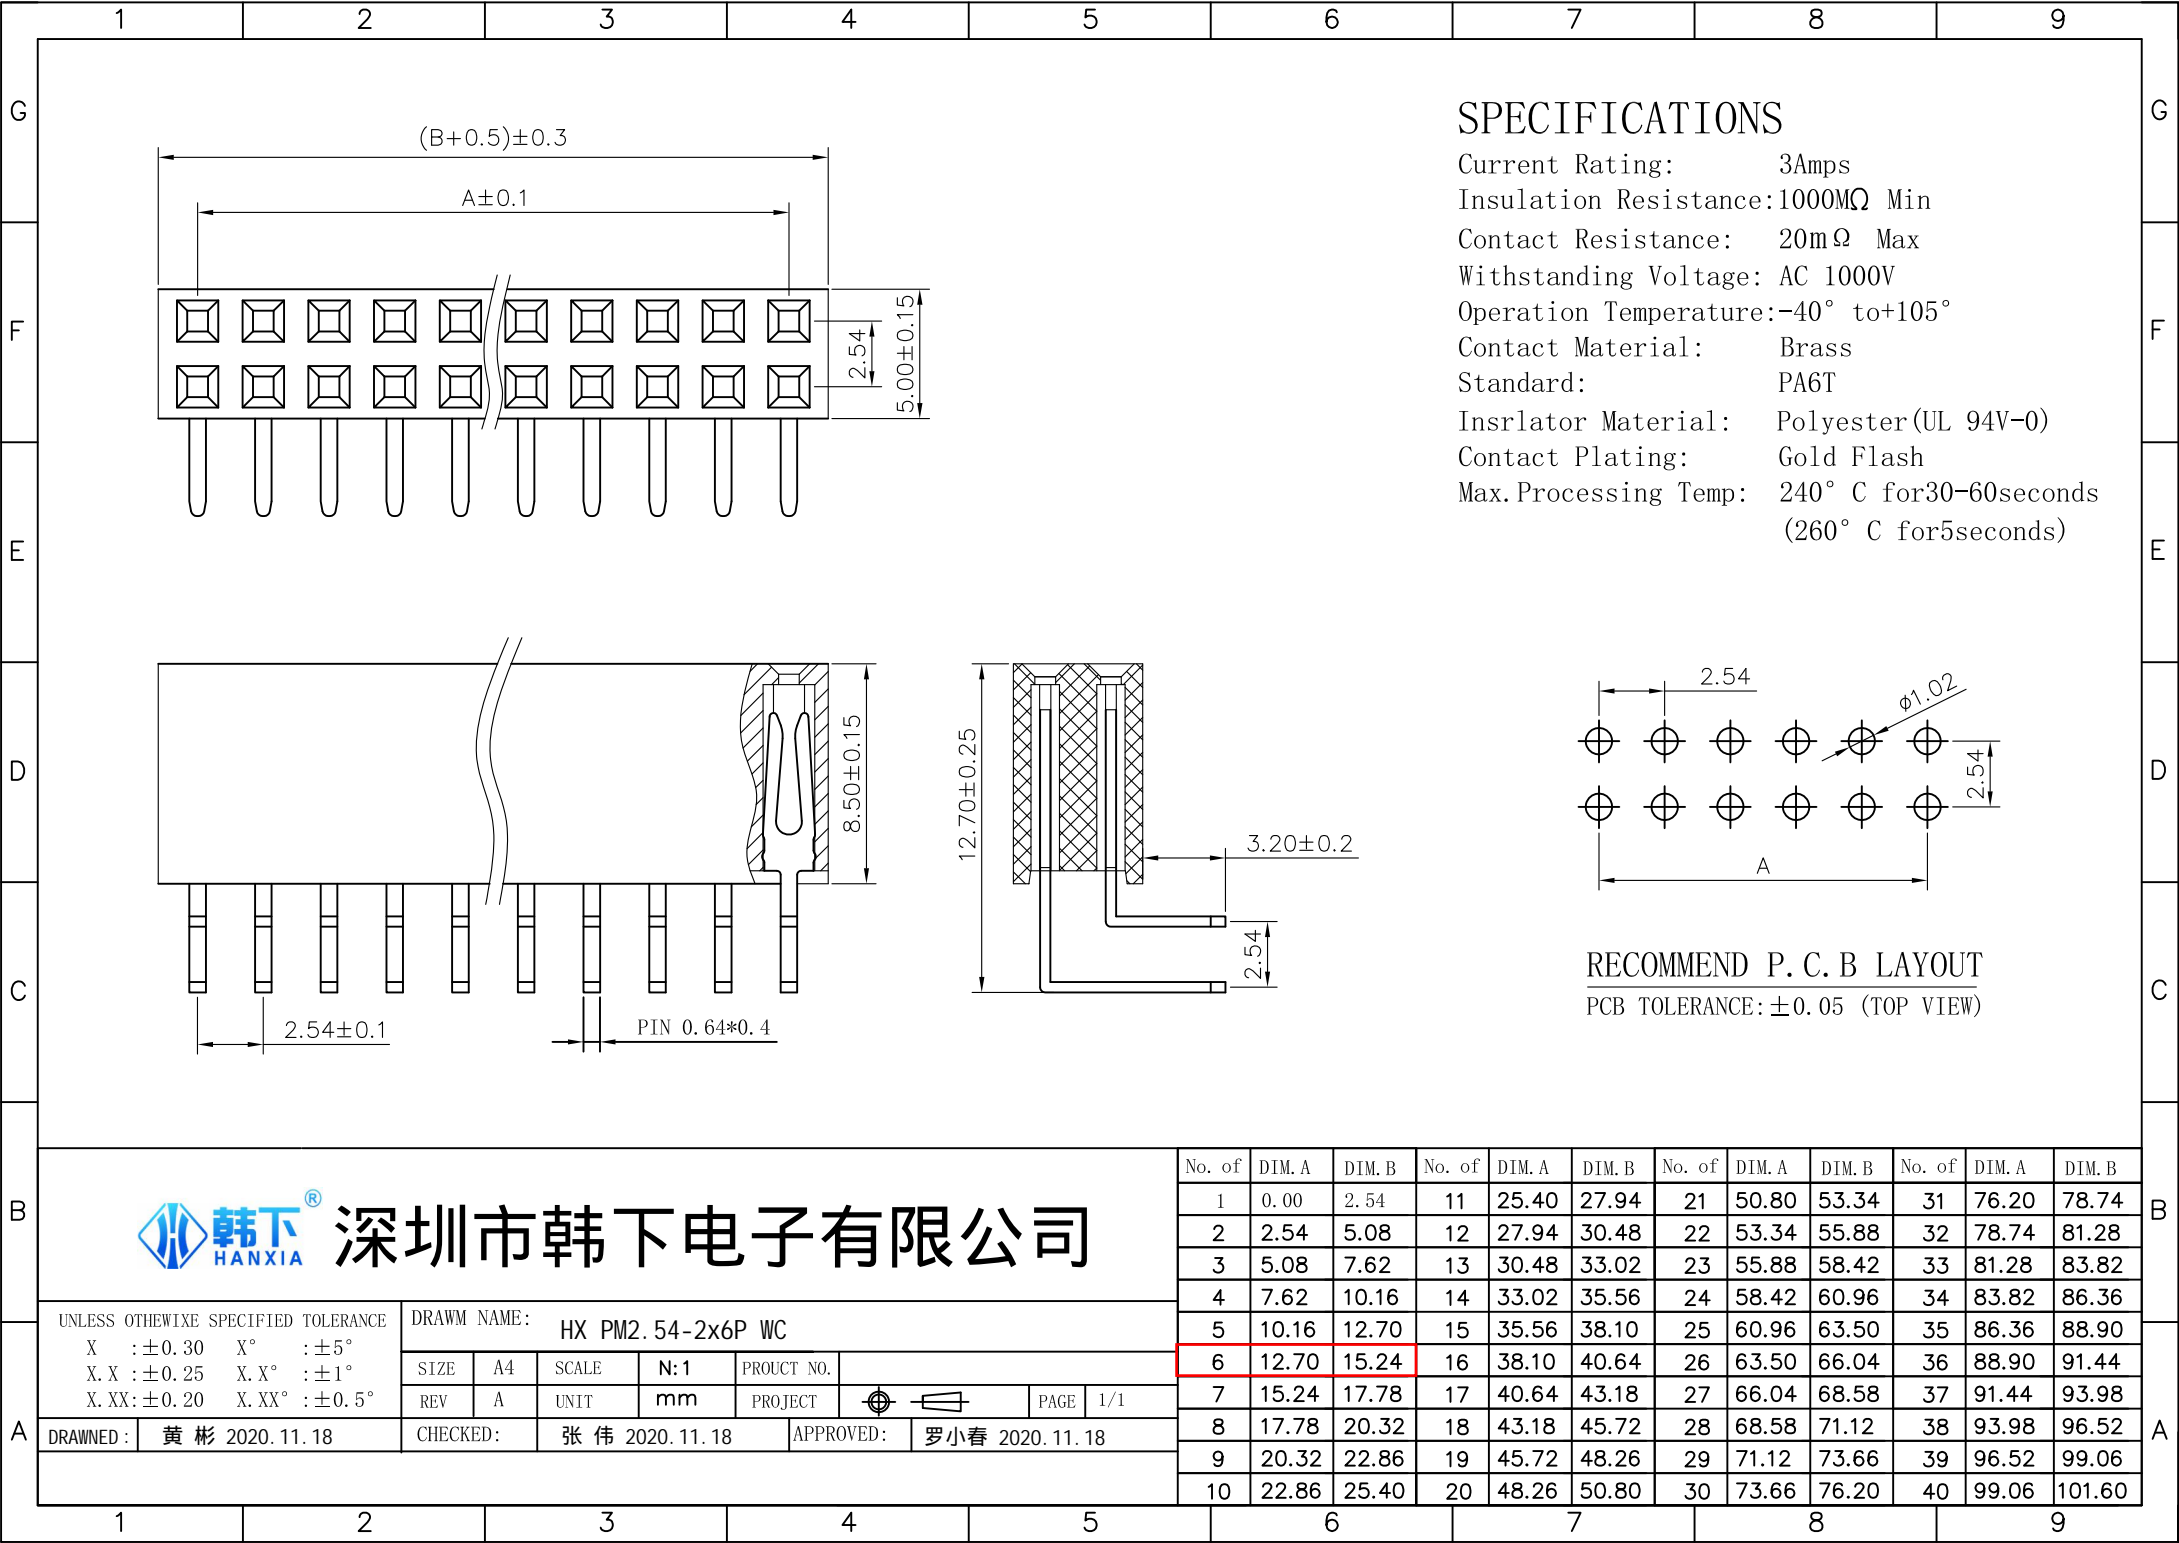 1 2 3 4 5 6 7 8 9
G G
F F
E E
D D
C C
B B
A A
(B+0.5)±0.3
A±0.1
2.54
5.00±0.15
SPECIFICATIONS
Current Rating: 3Amps
Insulation Resistance:1000MΩ Min
Contact Resistance: 20mΩ Max
Withstanding Voltage: AC 1000V
Operation Temperature:-40° to+105°
Contact Material: Brass
Standard: PA6T
Insrlator Material: Polyester(UL 94V-0)
Contact Plating: Gold Flash
Max.Processing Temp: 240° C for30-60seconds
(260° C for5seconds)
8.50±0.15
2.54±0.1
PIN 0.64*0.4
12.70±0.25
3.20±0.2
2.54
2.54
ø1.02
2.54
A
RECOMMEND P.C.B LAYOUT
PCB TOLERANCE:±0.05 (TOP VIEW)
韩下® HANXIA 深圳市韩下电子有限公司
UNLESS OTHEWIXE SPECIFIED TOLERANCE
X :±0.30 X° :±5°
X.X :±0.25 X.X° :±1°
X.XX:±0.20 X.XX° :±0.5°
DRAWM NAME: HX PM2.54-2x6P WC
SIZE A4 SCALE N:1 PROUCT NO.
REV A UNIT mm PROJECT PAGE 1/1
DRAWNED: 黄 彬 2020.11.18 CHECKED: 张 伟 2020.11.18 APPROVED: 罗小春 2020.11.18
No. of DIM.A DIM.B No. of DIM.A DIM.B No. of DIM.A DIM.B No. of DIM.A DIM.B
1 0.00 2.54 11 25.40 27.94 21 50.80 53.34 31 76.20 78.74
2 2.54 5.08 12 27.94 30.48 22 53.34 55.88 32 78.74 81.28
3 5.08 7.62 13 30.48 33.02 23 55.88 58.42 33 81.28 83.82
4 7.62 10.16 14 33.02 35.56 24 58.42 60.96 34 83.82 86.36
5 10.16 12.70 15 35.56 38.10 25 60.96 63.50 35 86.36 88.90
6 12.70 15.24 16 38.10 40.64 26 63.50 66.04 36 88.90 91.44
7 15.24 17.78 17 40.64 43.18 27 66.04 68.58 37 91.44 93.98
8 17.78 20.32 18 43.18 45.72 28 68.58 71.12 38 93.98 96.52
9 20.32 22.86 19 45.72 48.26 29 71.12 73.66 39 96.52 99.06
10 22.86 25.40 20 48.26 50.80 30 73.66 76.20 40 99.06 101.60
1 2 3 4 5 6 7 8 9